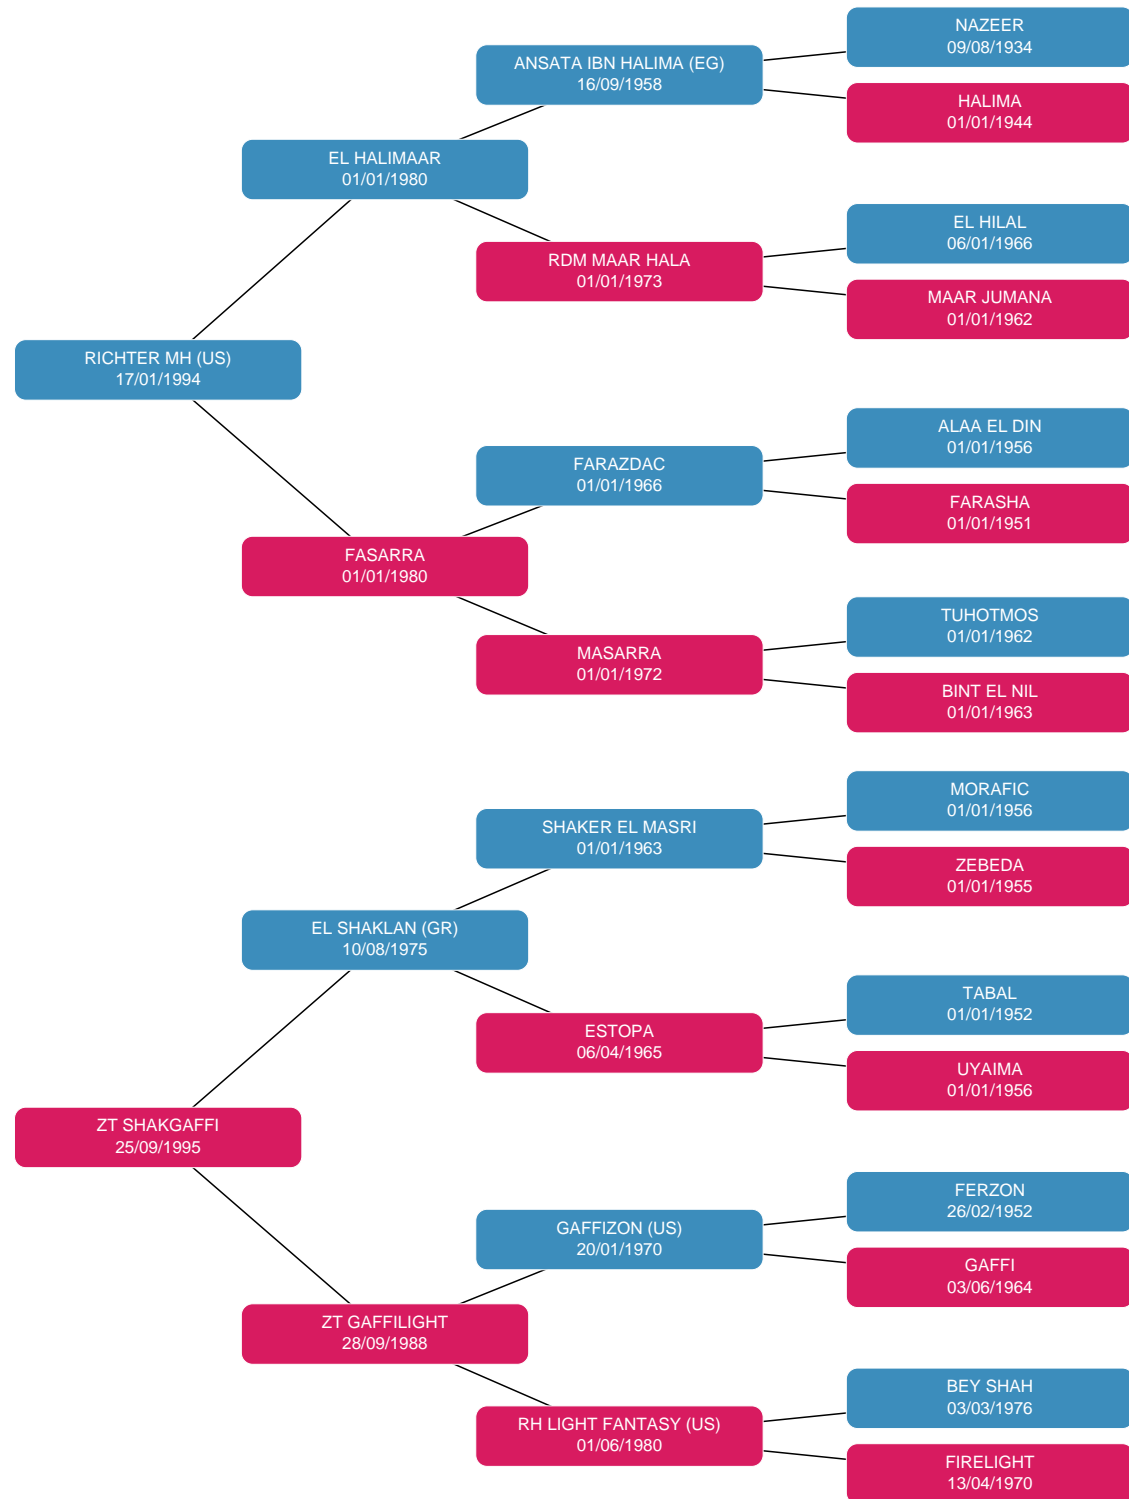 NAZEER
09/08/1934
ANSATA IBN HALIMA (EG)
16/09/1958
HALIMA
01/01/1944
EL HALIMAAR
01/01/1980
EL HILAL
06/01/1966
RDM MAAR HALA
01/01/1973
MAAR JUMANA
01/01/1962
RICHTER MH (US)
17/01/1994
ALAA EL DIN
01/01/1956
FARAZDAC
01/01/1966
FARASHA
01/01/1951
FASARRA
01/01/1980
TUHOTMOS
01/01/1962
MASARRA
01/01/1972
BINT EL NIL
01/01/1963
MORAFIC
01/01/1956
SHAKER EL MASRI
01/01/1963
ZEBEDA
01/01/1955
EL SHAKLAN (GR)
10/08/1975
TABAL
01/01/1952
ESTOPA
06/04/1965
UYAIMA
01/01/1956
ZT SHAKGAFFI
25/09/1995
FERZON
26/02/1952
GAFFIZON (US)
20/01/1970
GAFFI
03/06/1964
ZT GAFFILIGHT
28/09/1988
BEY SHAH
03/03/1976
RH LIGHT FANTASY (US)
01/06/1980
FIRELIGHT
13/04/1970